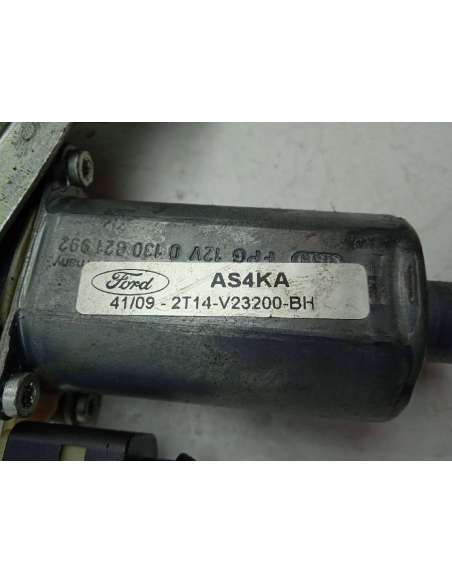 FPG 12V 0 130 821 992
Ford AS4KA
41/09 - 2T14-V23200-BH